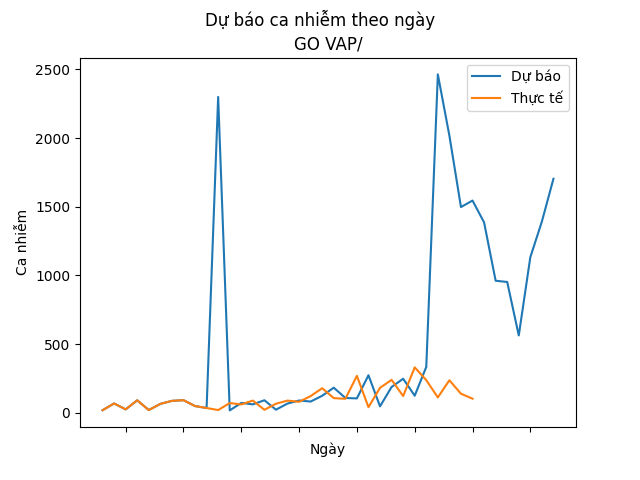 Dự báo ca nhiễm theo ngày
GO VAP/
Dự báo
Thực tế
2500
2000
1500
1000
500
0
Ca nhiễm
Ngày